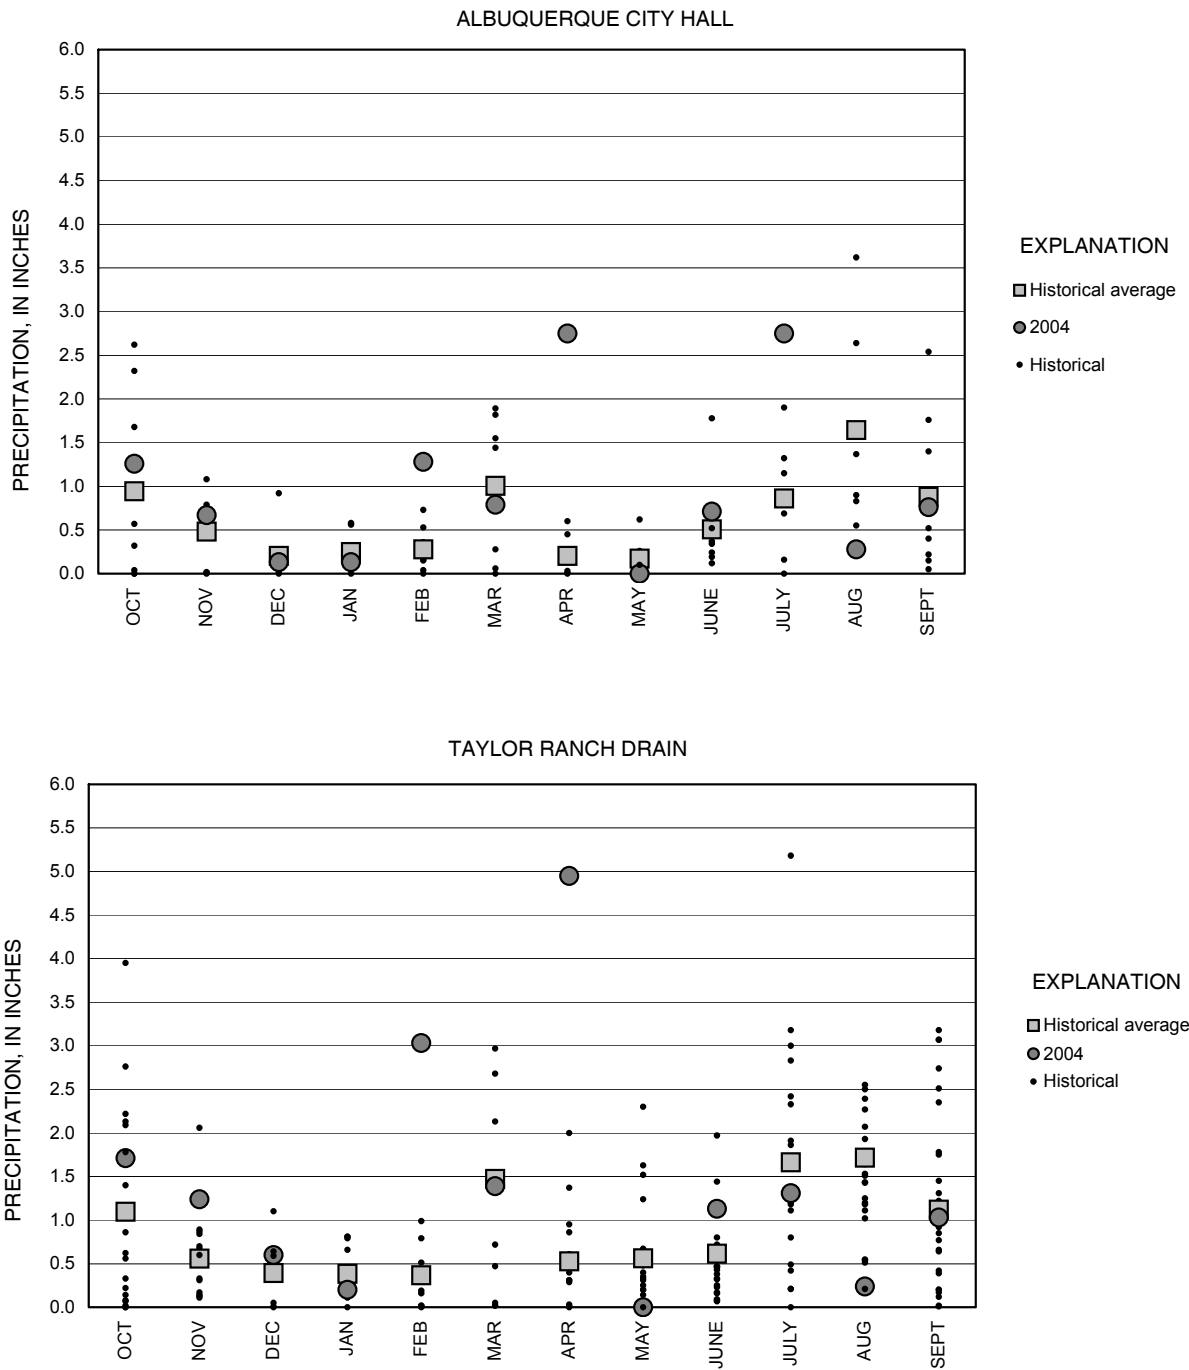 ALBUQUERQUE CITY HALL
PRECIPITATION, IN INCHES
6.0
5.5
5.0
4.5
4.0
3.5
3.0
2.5
2.0
1.5
1.0
0.5
0.0
OCT NOV DEC JAN FEB MAR APR MAY JUNE JULY AUG SEPT
EXPLANATION
Historical average
2004
Historical
TAYLOR RANCH DRAIN
PRECIPITATION, IN INCHES
6.0
5.5
5.0
4.5
4.0
3.5
3.0
2.5
2.0
1.5
1.0
0.5
0.0
OCT NOV DEC JAN FEB MAR APR MAY JUNE JULY AUG SEPT
EXPLANATION
Historical average
2004
Historical